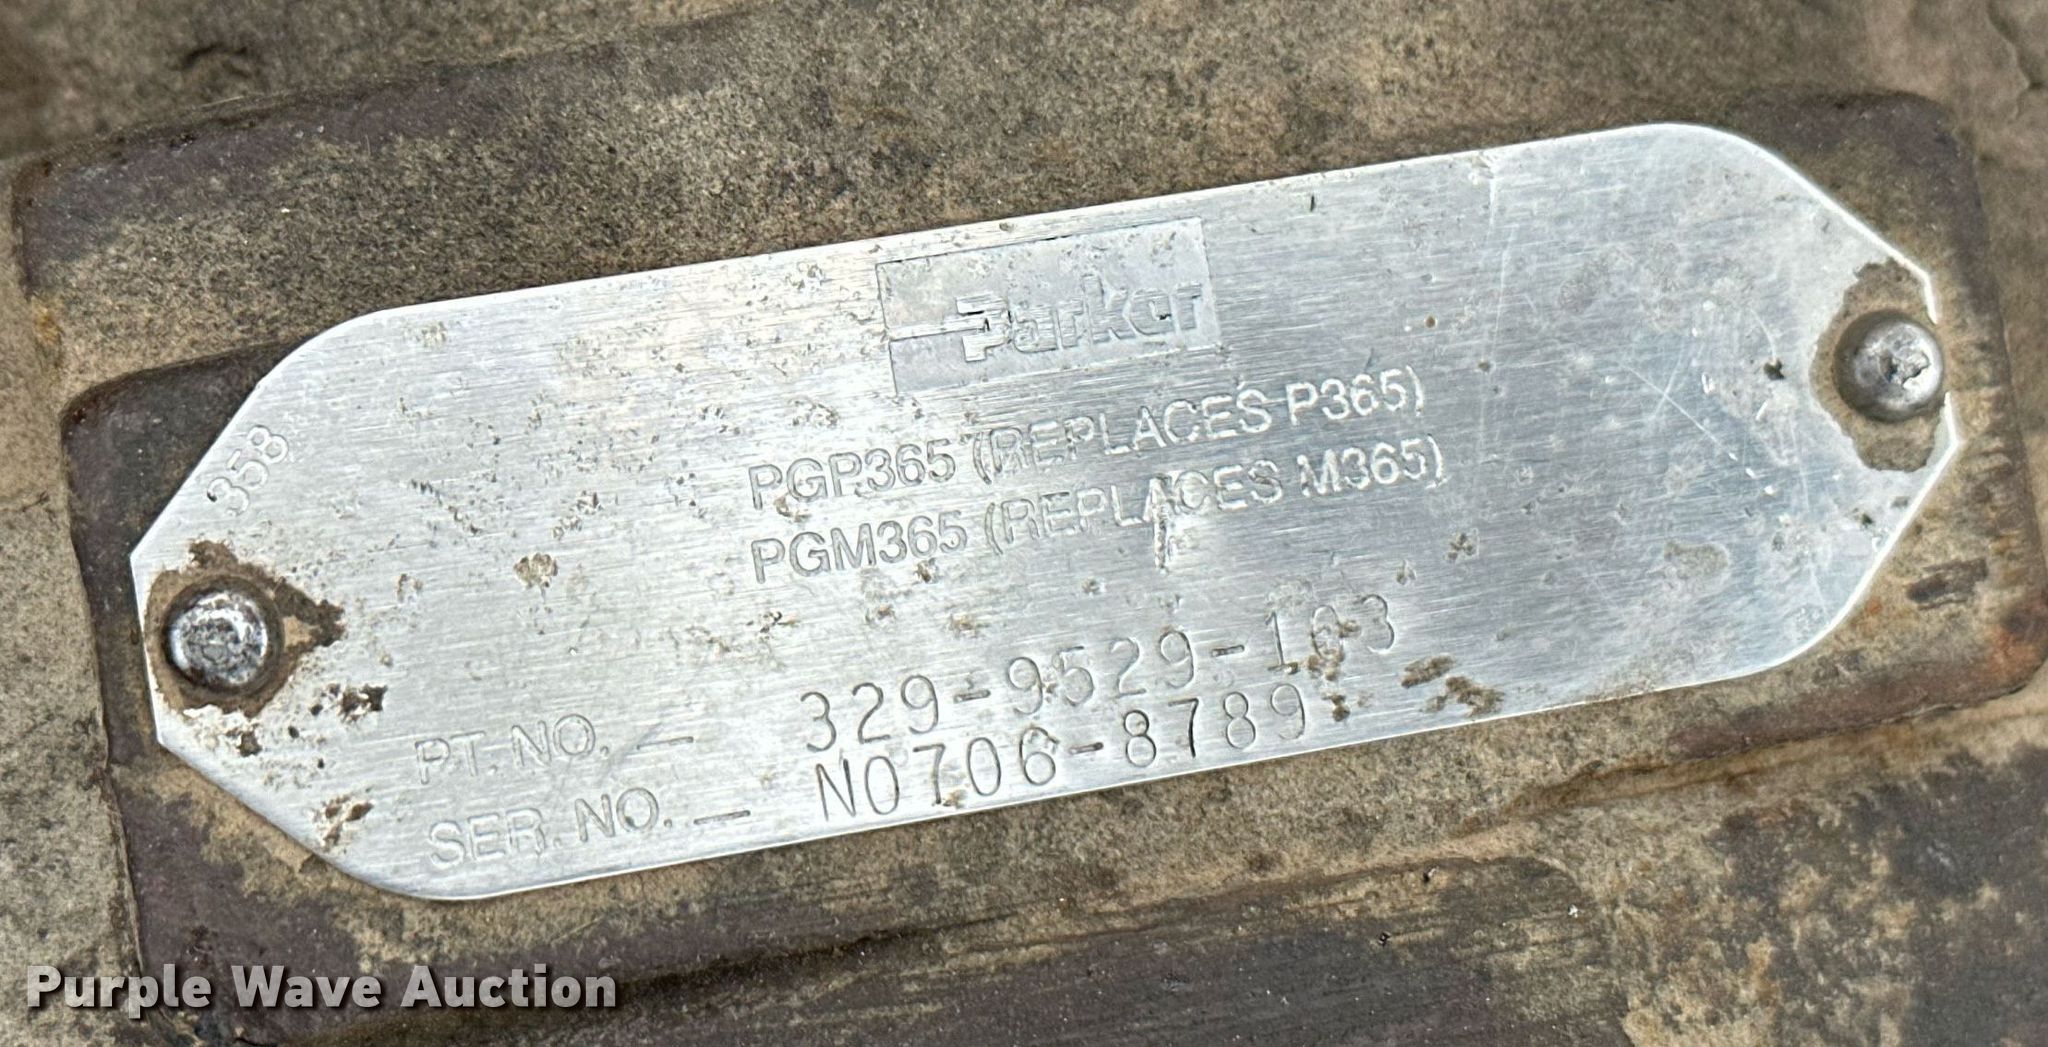 Parker
358
PGP365 (REPLACES P365)
PGM365 (REPLACES M365)
PT. NO. – 329-9529-103
SER. NO. – N0706-8789
Purple Wave Auction